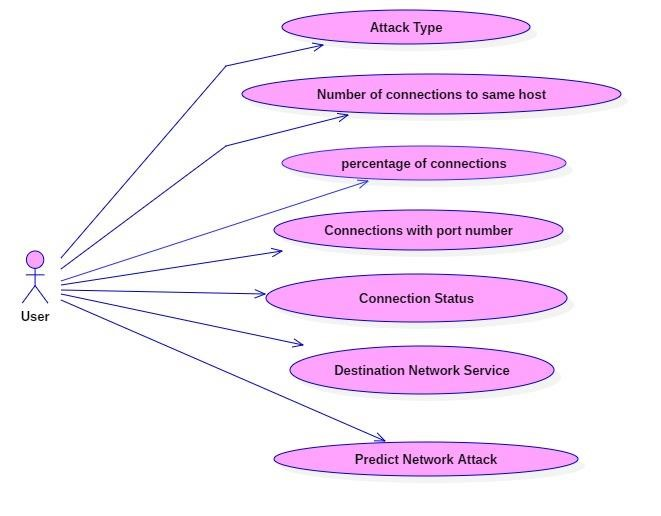 Attack Type
Number of connections to same host
percentage of connections
Connections with port number
Connection Status
User
Destination Network Service
Predict Network Attack